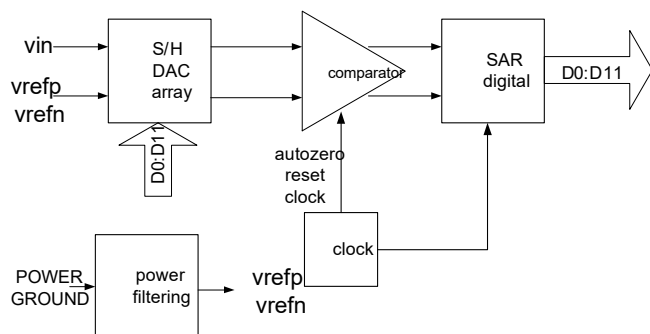 vin
vrefp
vrefn
S/H
DAC
array
D0:D11
comparator
SAR
digital
D0:D11
autozero
reset
clock
clock
POWER
GROUND
power
filtering
vrefp
vrefn